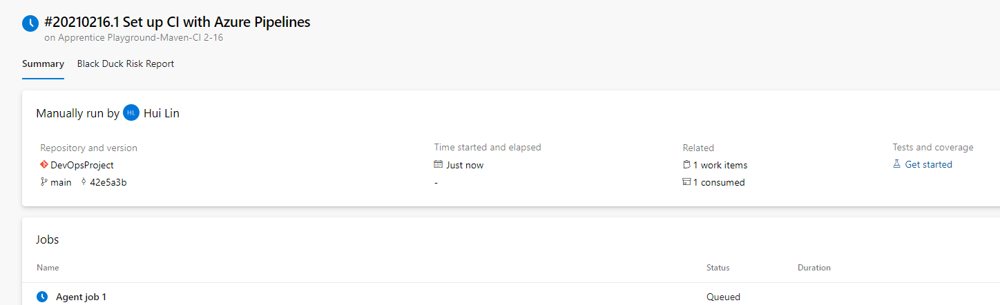 #20210216.1 Set up CI with Azure Pipelines
on Apprentice Playground-Maven-CI 2-16
Summary Black Duck Risk Report
Manually run by HL Hui Lin
Repository and version Time started and elapsed Related Tests and coverage
DevOpsProject Just now 1 work items Get started
main 42e5a3b - 1 consumed
Jobs
Name Status Duration
Agent job 1 Queued